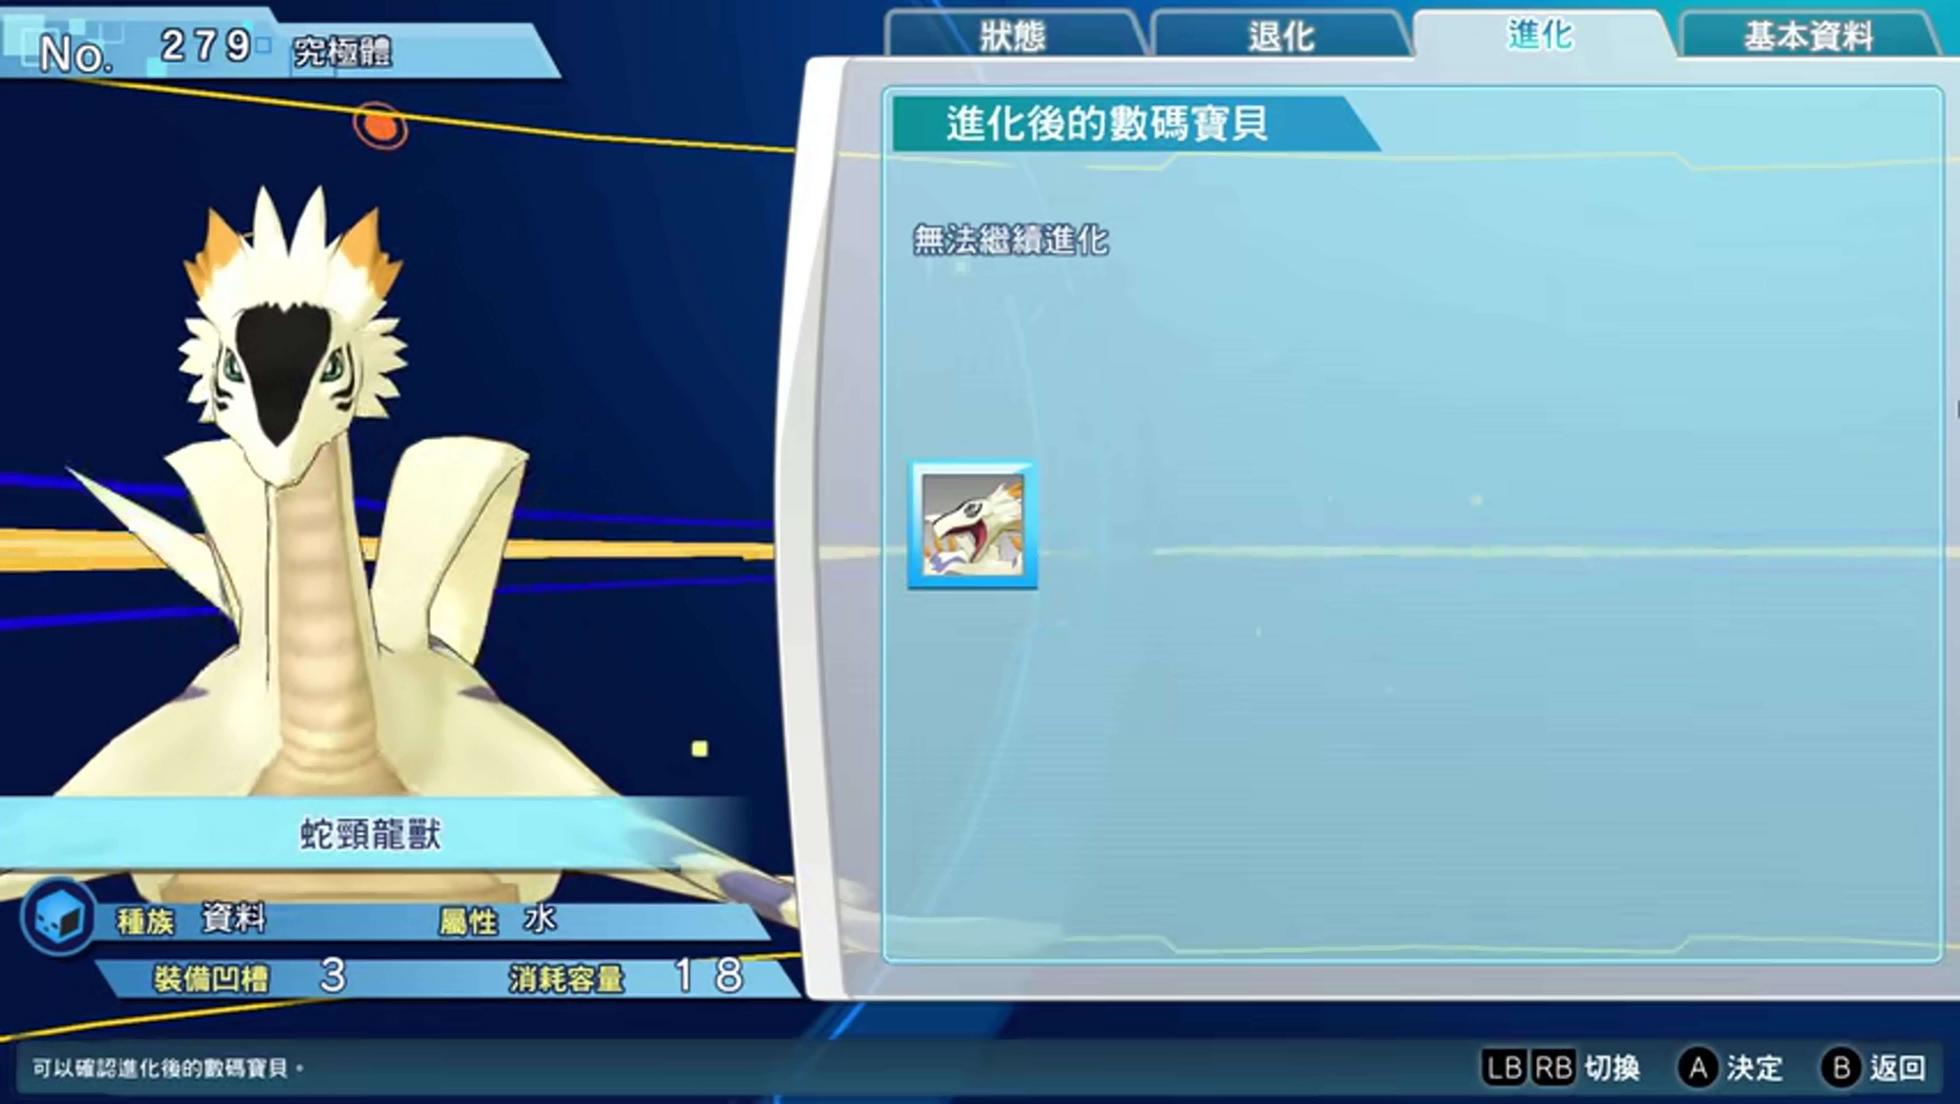 No. 279 究極體
狀態 退化 進化 基本資料
進化後的數碼寶貝
無法繼續進化
蛇頸龍獸
種族 資料 屬性 水
裝備凹槽 3 消耗容量 18
可以確認進化後的數碼寶貝。
LB RB 切換 A 決定 B 返回